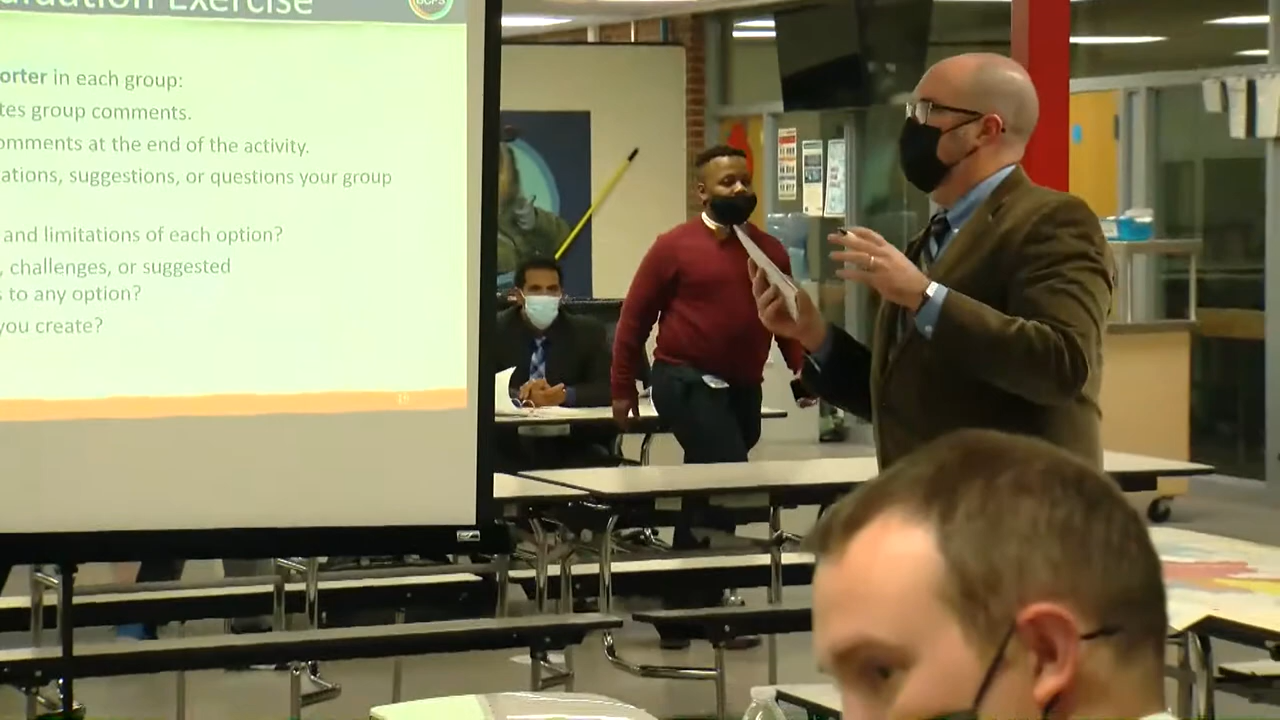 Exercise
orter in each group:
tes group comments.
omments at the end of the activity.
ations, suggestions, or questions your group
and limitations of each option?
, challenges, or suggested
s to any option?
you create?